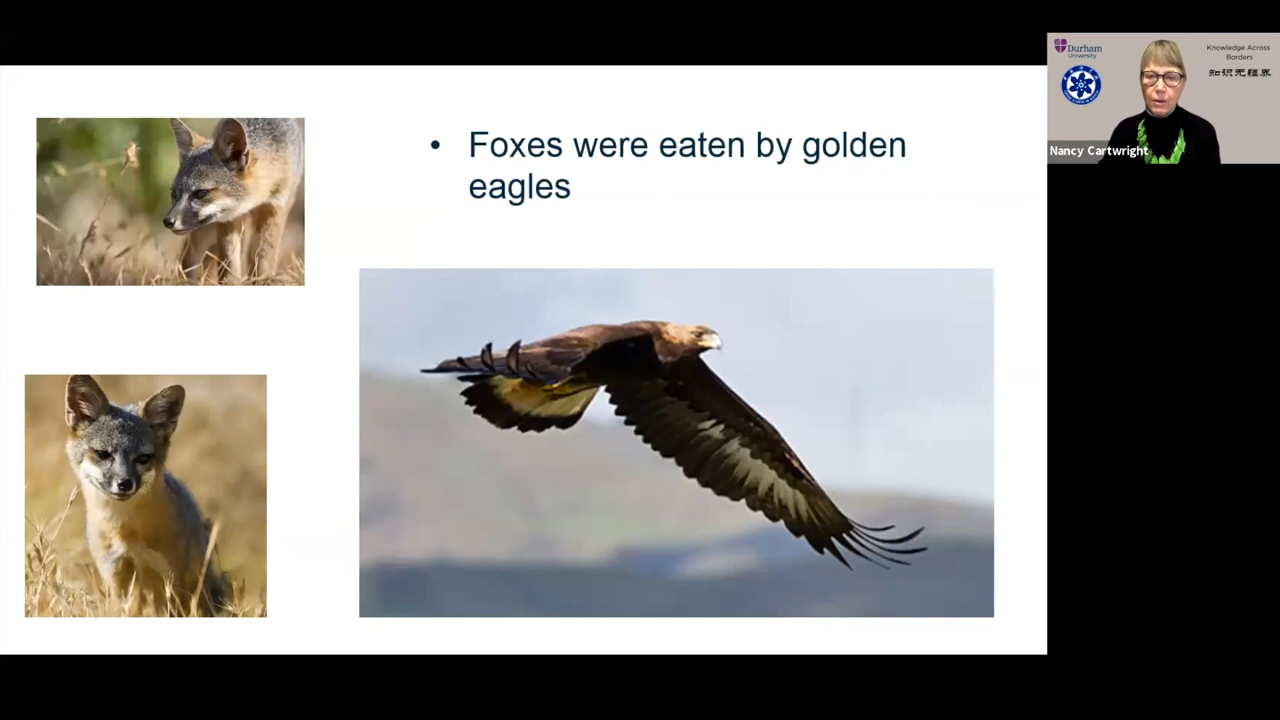 • Foxes were eaten by golden
eagles
Durham
University
Knowledge Across
Borders
知识无疆界
Nancy Cartwright